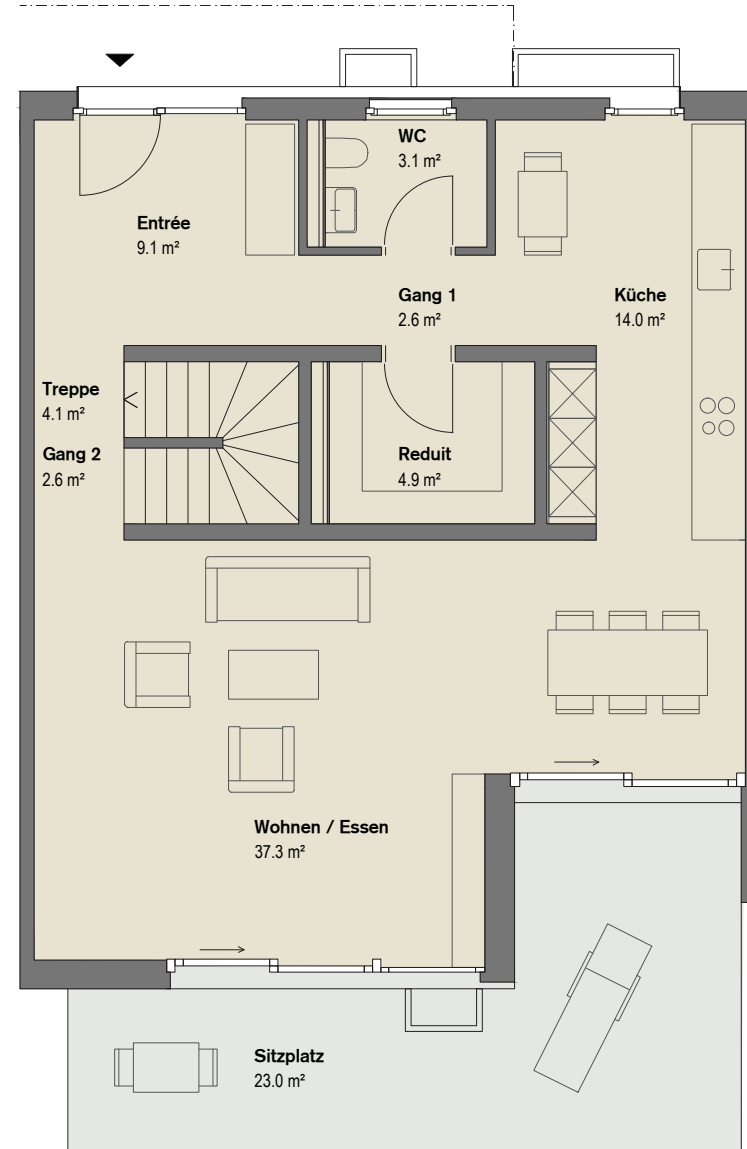 WC
3.1 m²
Entrée
9.1 m²
Gang 1
2.6 m²
Küche
14.0 m²
Treppe
4.1 m²
Gang 2
2.6 m²
Reduit
4.9 m²
Wohnen / Essen
37.3 m²
Sitzplatz
23.0 m²